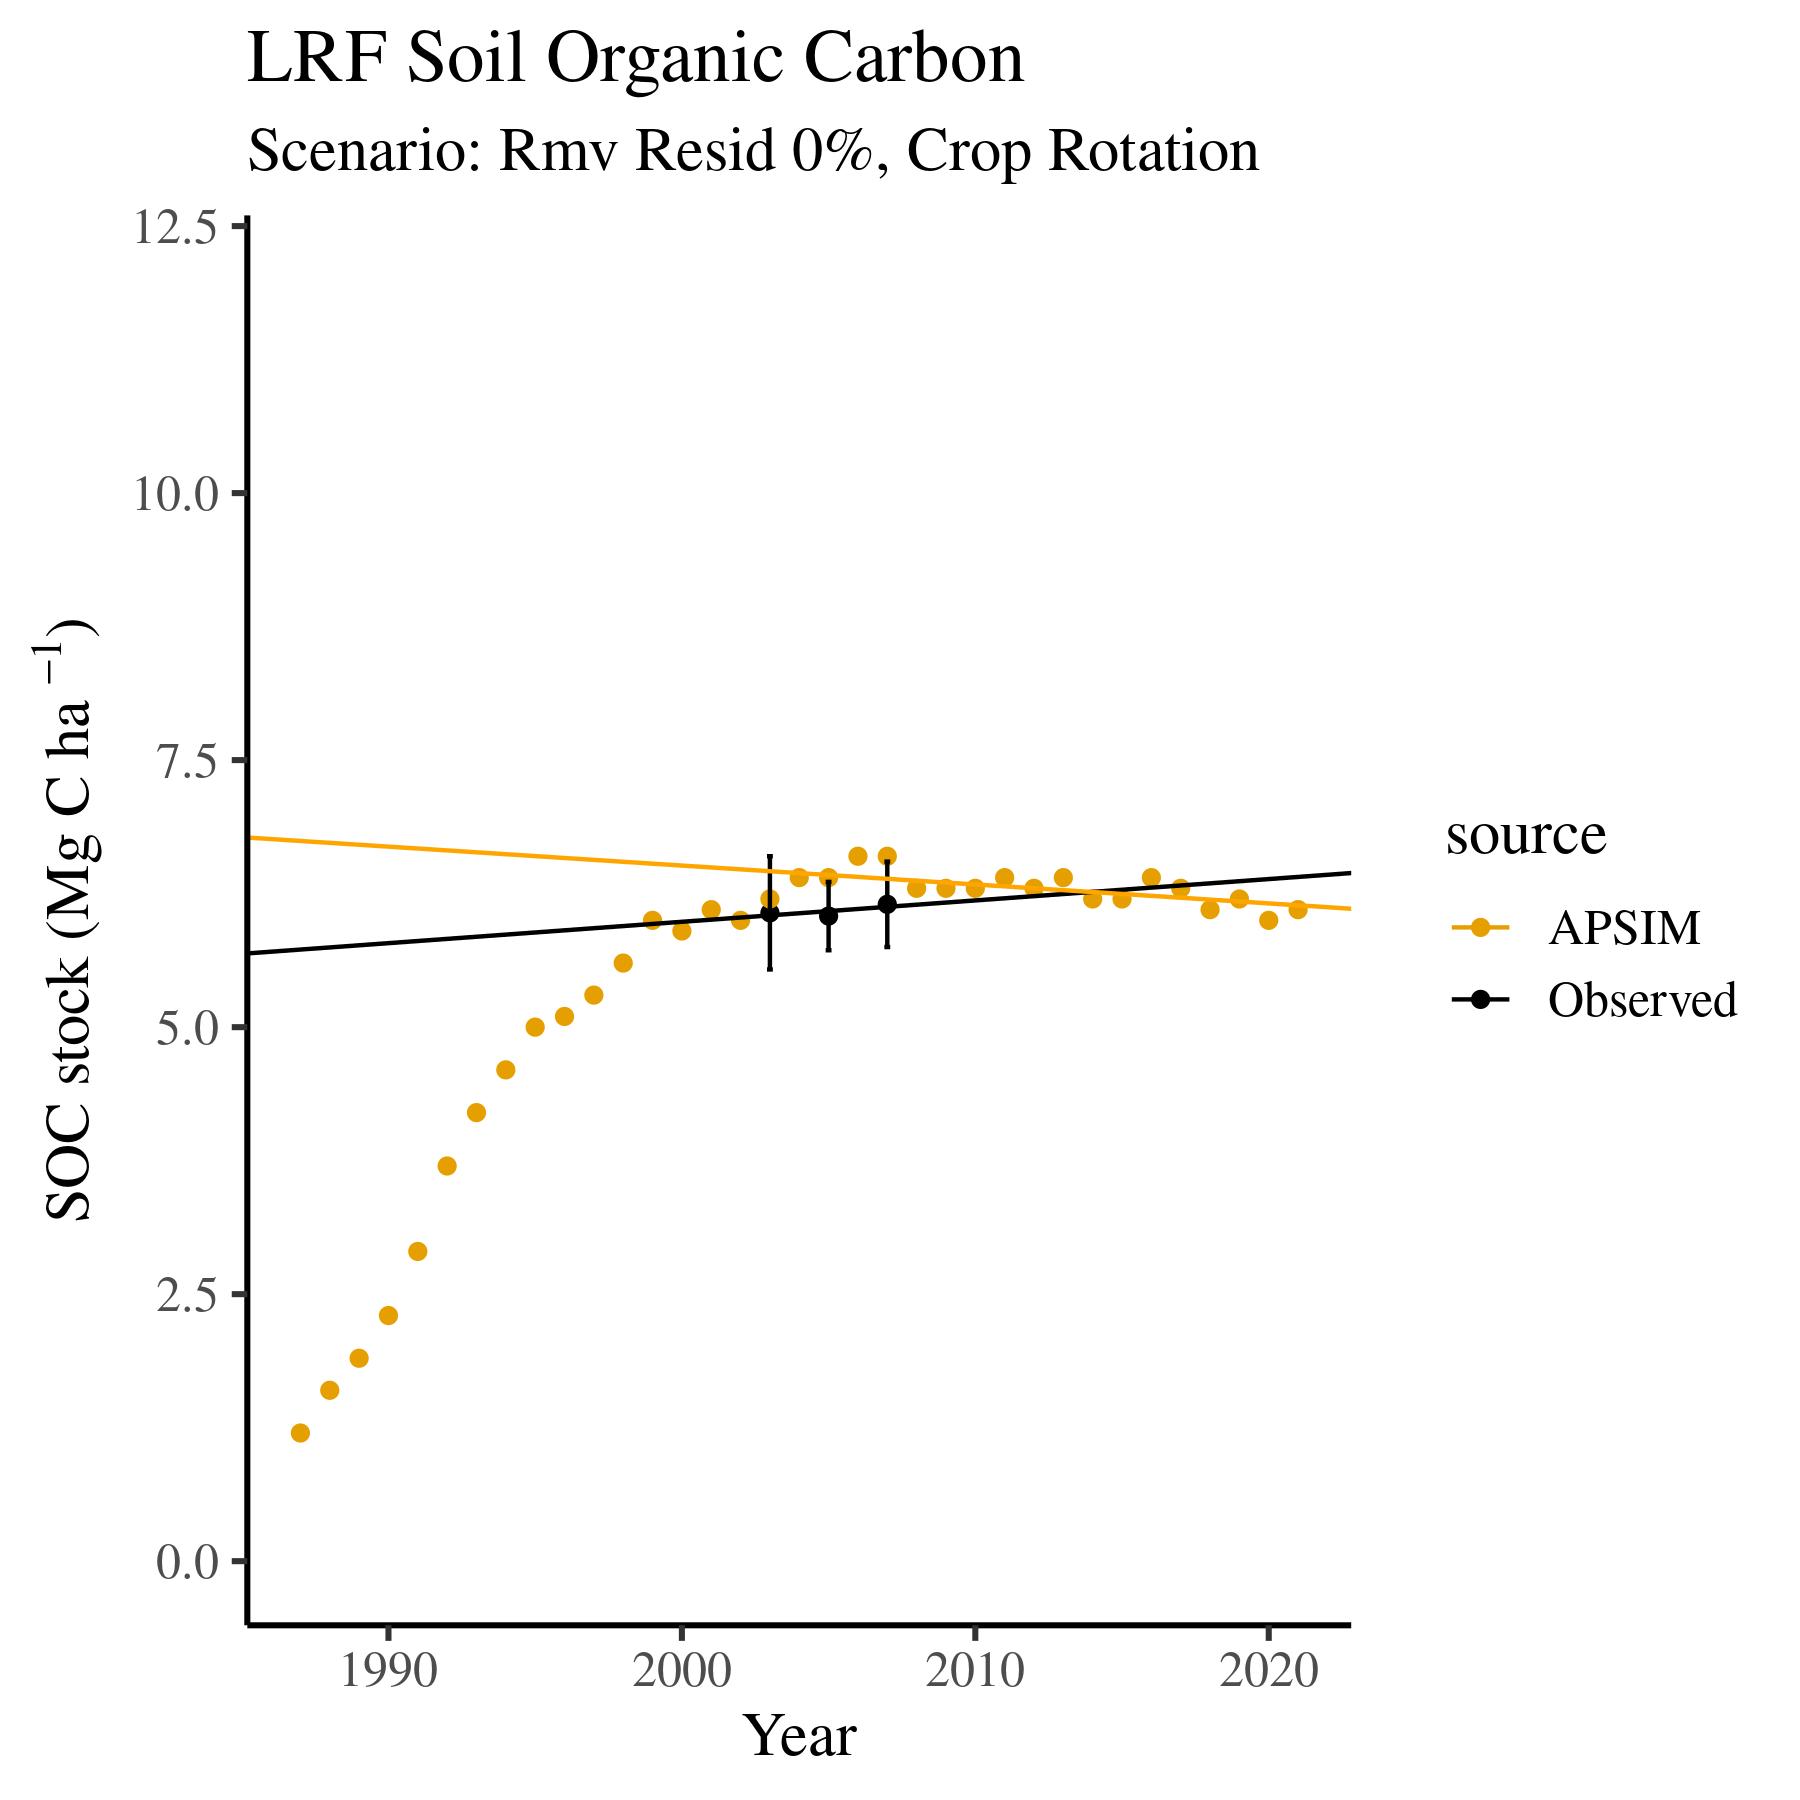 LRF Soil Organic Carbon
Scenario: Rmv Resid 0%, Crop Rotation
12.5
10.0
7.5
5.0
2.5
0.0
SOC stock (Mg C ha −1)
1990 2000 2010 2020
Year
source
APSIM
Observed